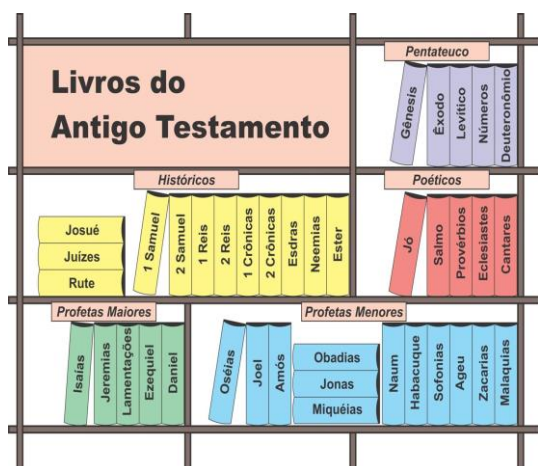 Livros do
Antigo Testamento
Pentateuco
Gênesis
Êxodo
Levítico
Números
Deuteronômio
Históricos
Josué
Juízes
Rute
1 Samuel
2 Samuel
1 Reis
2 Reis
1 Crônicas
2 Crônicas
Esdras
Neemias
Ester
Poéticos
Jó
Salmo
Provérbios
Eclesiastes
Cantares
Profetas Maiores
Isaías
Jeremias
Lamentações
Ezequiel
Daniel
Profetas Menores
Oséias
Joel
Amós
Obadias
Jonas
Miquéias
Naum
Habacuque
Sofonias
Ageu
Zacarias
Malaquias